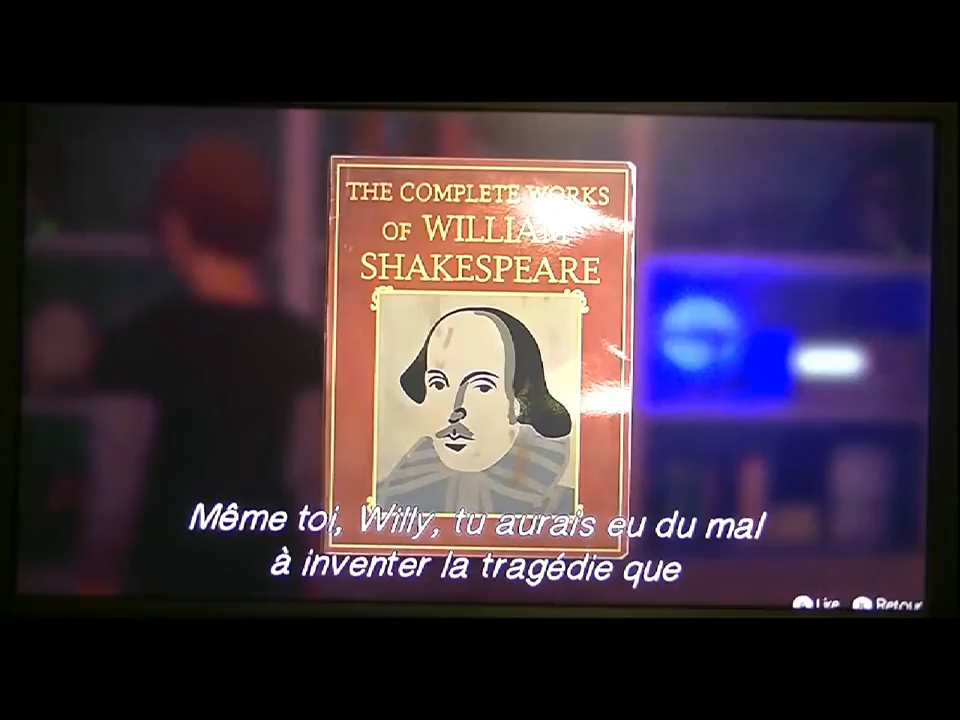 THE COMPLETE WORKS
OF WILLIAM
SHAKESPEARE
Même toi, Willy, tu aurais eu du mal
à inventer la tragédie que
Lire Retour